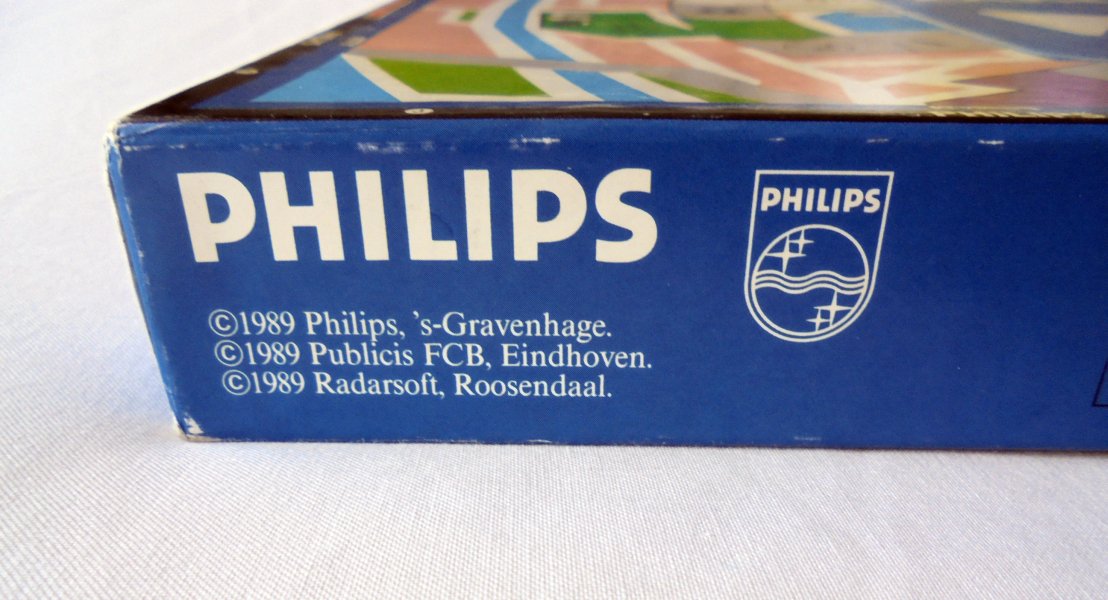 PHILIPS
PHILIPS
©1989 Philips, 's-Gravenhage.
©1989 Publicis FCB, Eindhoven.
©1989 Radarsoft, Roosendaal.